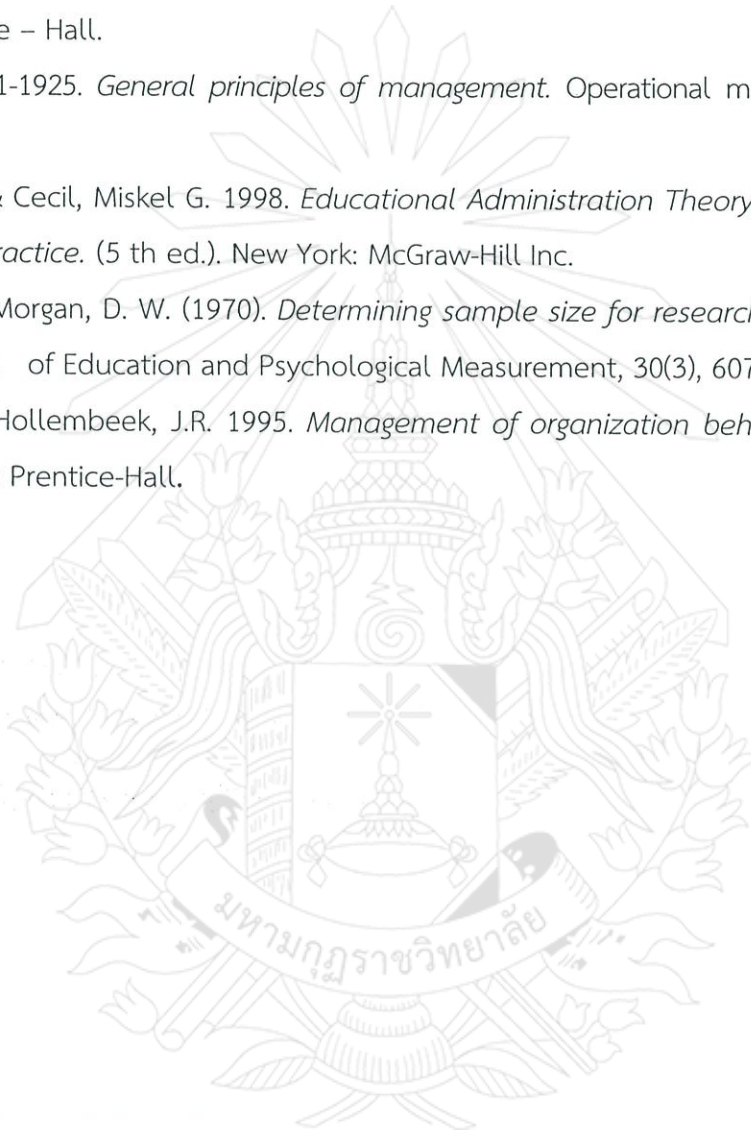 e – Hall.
1-1925. General principles of management. Operational m
& Cecil, Miskel G. 1998. Educational Administration Theory
ractice. (5 th ed.). New York: McGraw-Hill Inc.
Morgan, D. W. (1970). Determining sample size for research
of Education and Psychological Measurement, 30(3), 607
Hollembeek, J.R. 1995. Management of organization beh
Prentice-Hall.
มหามกุฏราชวิทยาลัย